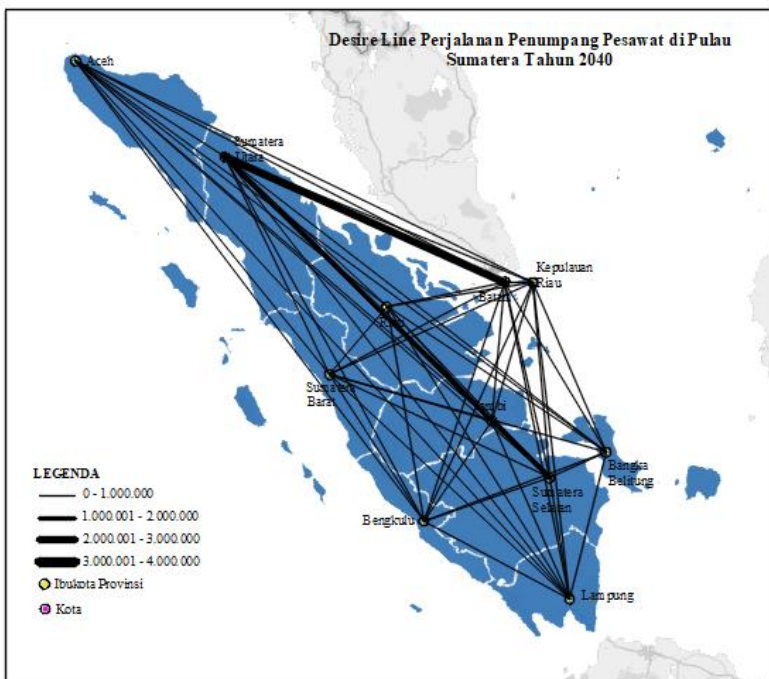 Desire Line Perjalanan Penumpang Pesawat di Pulau
Sumatera Tahun 2040
Aceh
Sumatera
Utara
Kepulauan
Riau
Batam
Riau
Sumatera
Barat
Jambi
Bangka
Belitung
Sumatera
Selatan
Bengkulu
Lampung
LEGENDA
0 - 1.000.000
1.000.001 - 2.000.000
2.000.001 - 3.000.000
3.000.001 - 4.000.000
Ibukota Provinsi
Kota